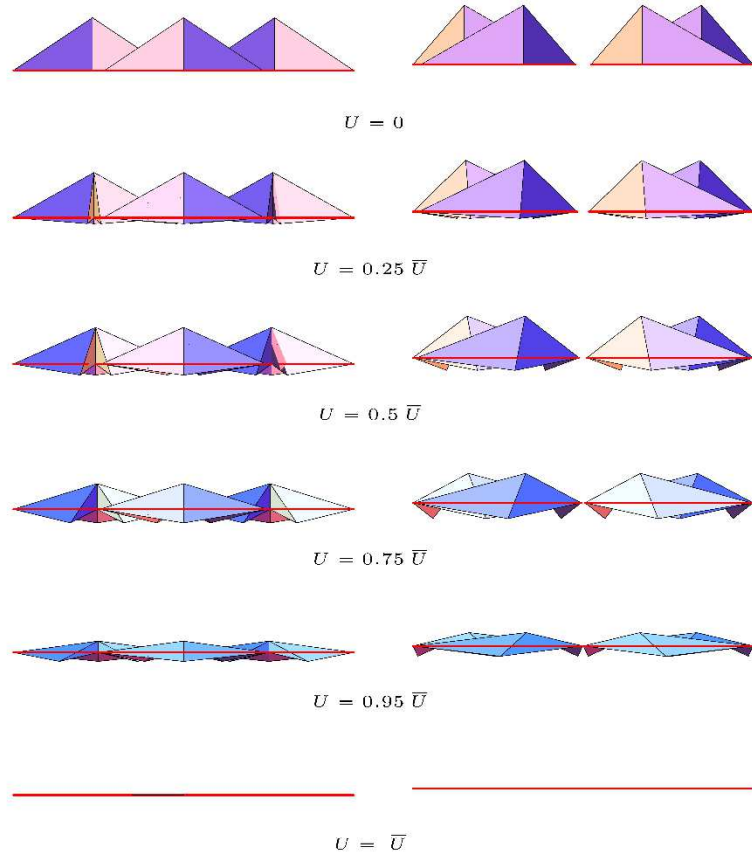 U = 0
U = 0.25 U̅
U = 0.5 U̅
U = 0.75 U̅
U = 0.95 U̅
U = U̅